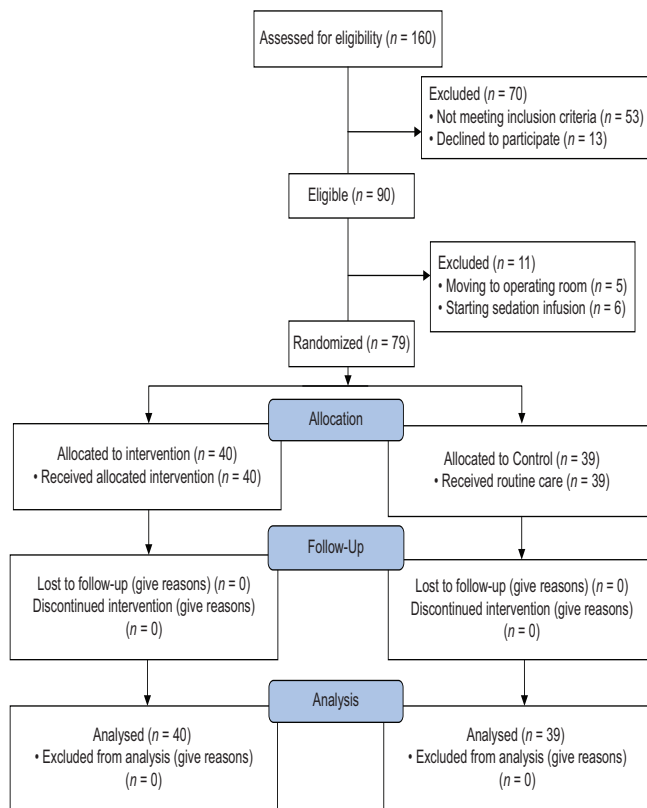 Assessed for eligibility (n = 160)
Excluded (n = 70)
• Not meeting inclusion criteria (n = 53)
• Declined to participate (n = 13)
Eligible (n = 90)
Excluded (n = 11)
• Moving to operating room (n = 5)
• Starting sedation infusion (n = 6)
Randomized (n = 79)
Allocation
Allocated to intervention (n = 40)
• Received allocated intervention (n = 40)
Allocated to Control (n = 39)
• Received routine care (n = 39)
Follow-Up
Lost to follow-up (give reasons) (n = 0)
Discontinued intervention (give reasons)
(n = 0)
Lost to follow-up (give reasons) (n = 0)
Discontinued intervention (give reasons)
(n = 0)
Analysis
Analysed (n = 40)
• Excluded from analysis (give reasons)
(n = 0)
Analysed (n = 39)
• Excluded from analysis (give reasons)
(n = 0)